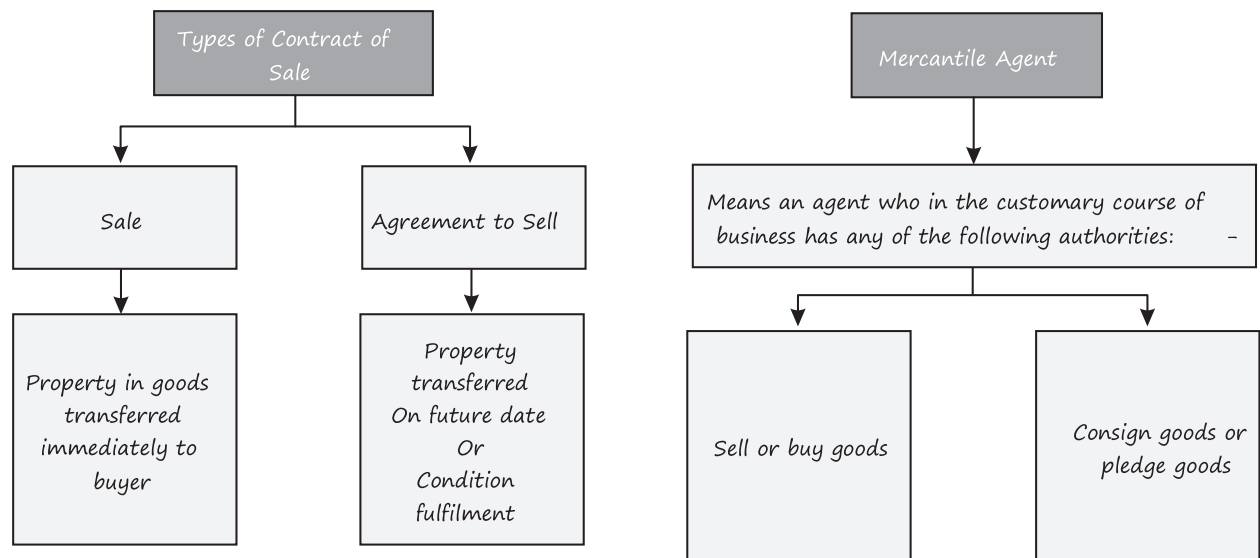 Types of Contract of
Sale
Sale
Agreement to Sell
Property in goods
transferred
immediately to
buyer
Property
transferred
On future date
Or
Condition
fulfilment
Mercantile Agent
Means an agent who in the customary course of
business has any of the following authorities: -
Sell or buy goods
Consign goods or
pledge goods